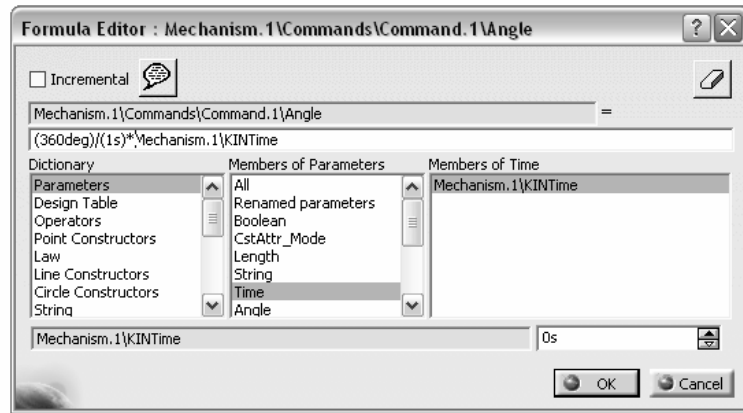 Formula Editor : Mechanism.1\Commands\Command.1\Angle
Incremental
Mechanism.1\Commands\Command.1\Angle =
(360deg)/(1s)*Mechanism.1\KINTime
Dictionary
Parameters
Design Table
Operators
Point Constructors
Law
Line Constructors
Circle Constructors
String
Members of Parameters
All
Renamed parameters
Boolean
CstAttr_Mode
Length
String
Time
Angle
Members of Time
Mechanism.1\KINTime
Mechanism.1\KINTime
0s
OK
Cancel